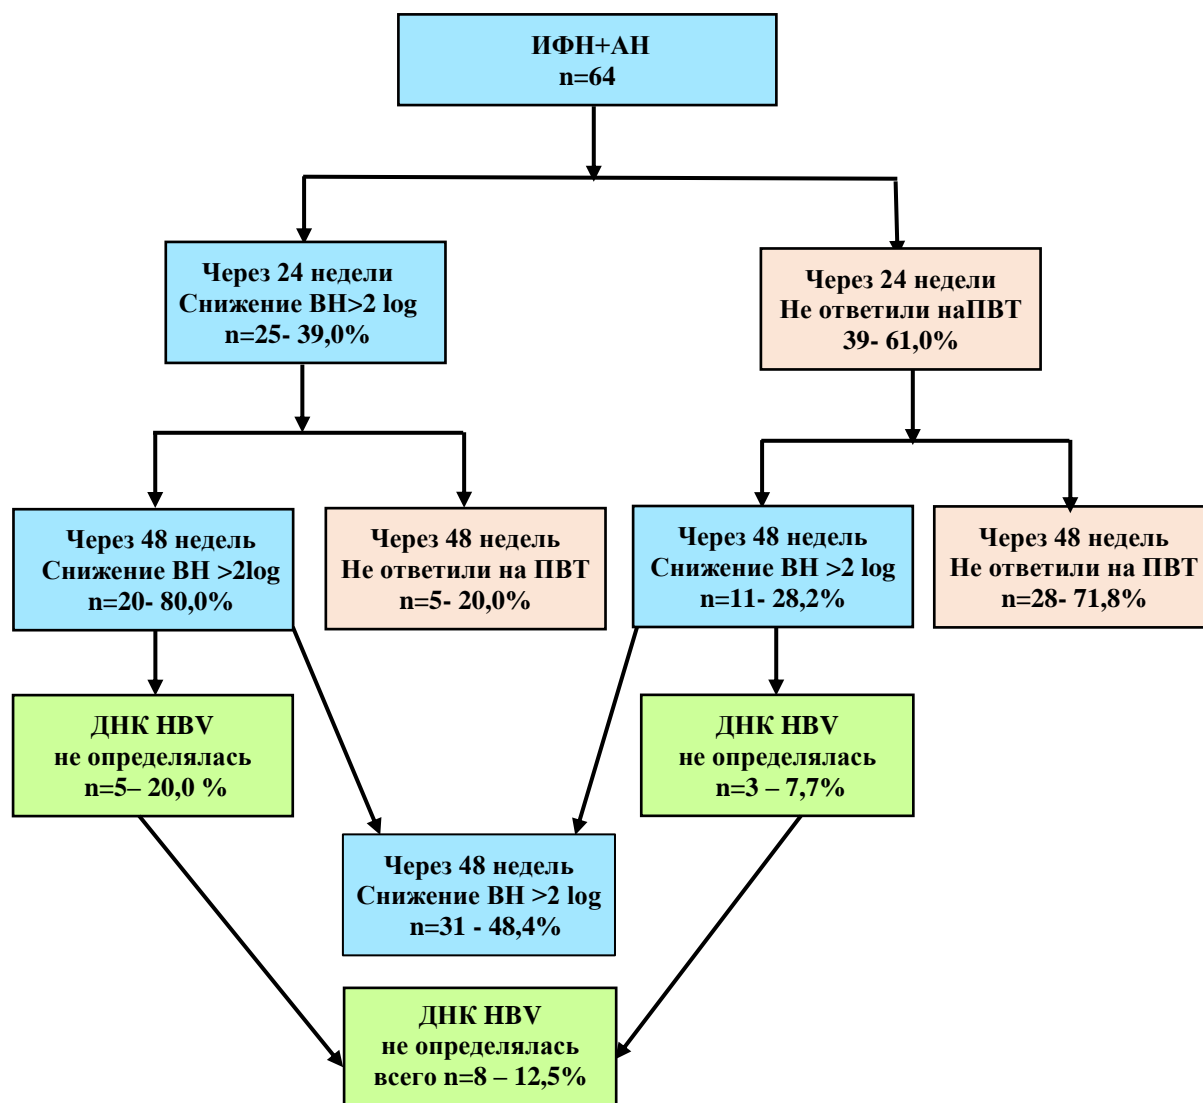 ИФН+АН
n=64
Через 24 недели
Снижение ВН>2 log
n=25- 39,0%
Через 24 недели
Не ответили наПВТ
39- 61,0%
Через 48 недель
Снижение ВН >2log
n=20- 80,0%
Через 48 недель
Не ответили на ПВТ
n=5- 20,0%
Через 48 недель
Снижение ВН >2 log
n=11- 28,2%
Через 48 недель
Не ответили на ПВТ
n=28- 71,8%
ДНК HBV
не определялась
n=5– 20,0 %
ДНК HBV
не определялась
n=3 – 7,7%
Через 48 недель
Снижение ВН >2 log
n=31 - 48,4%
ДНК HBV
не определялась
всего n=8 – 12,5%